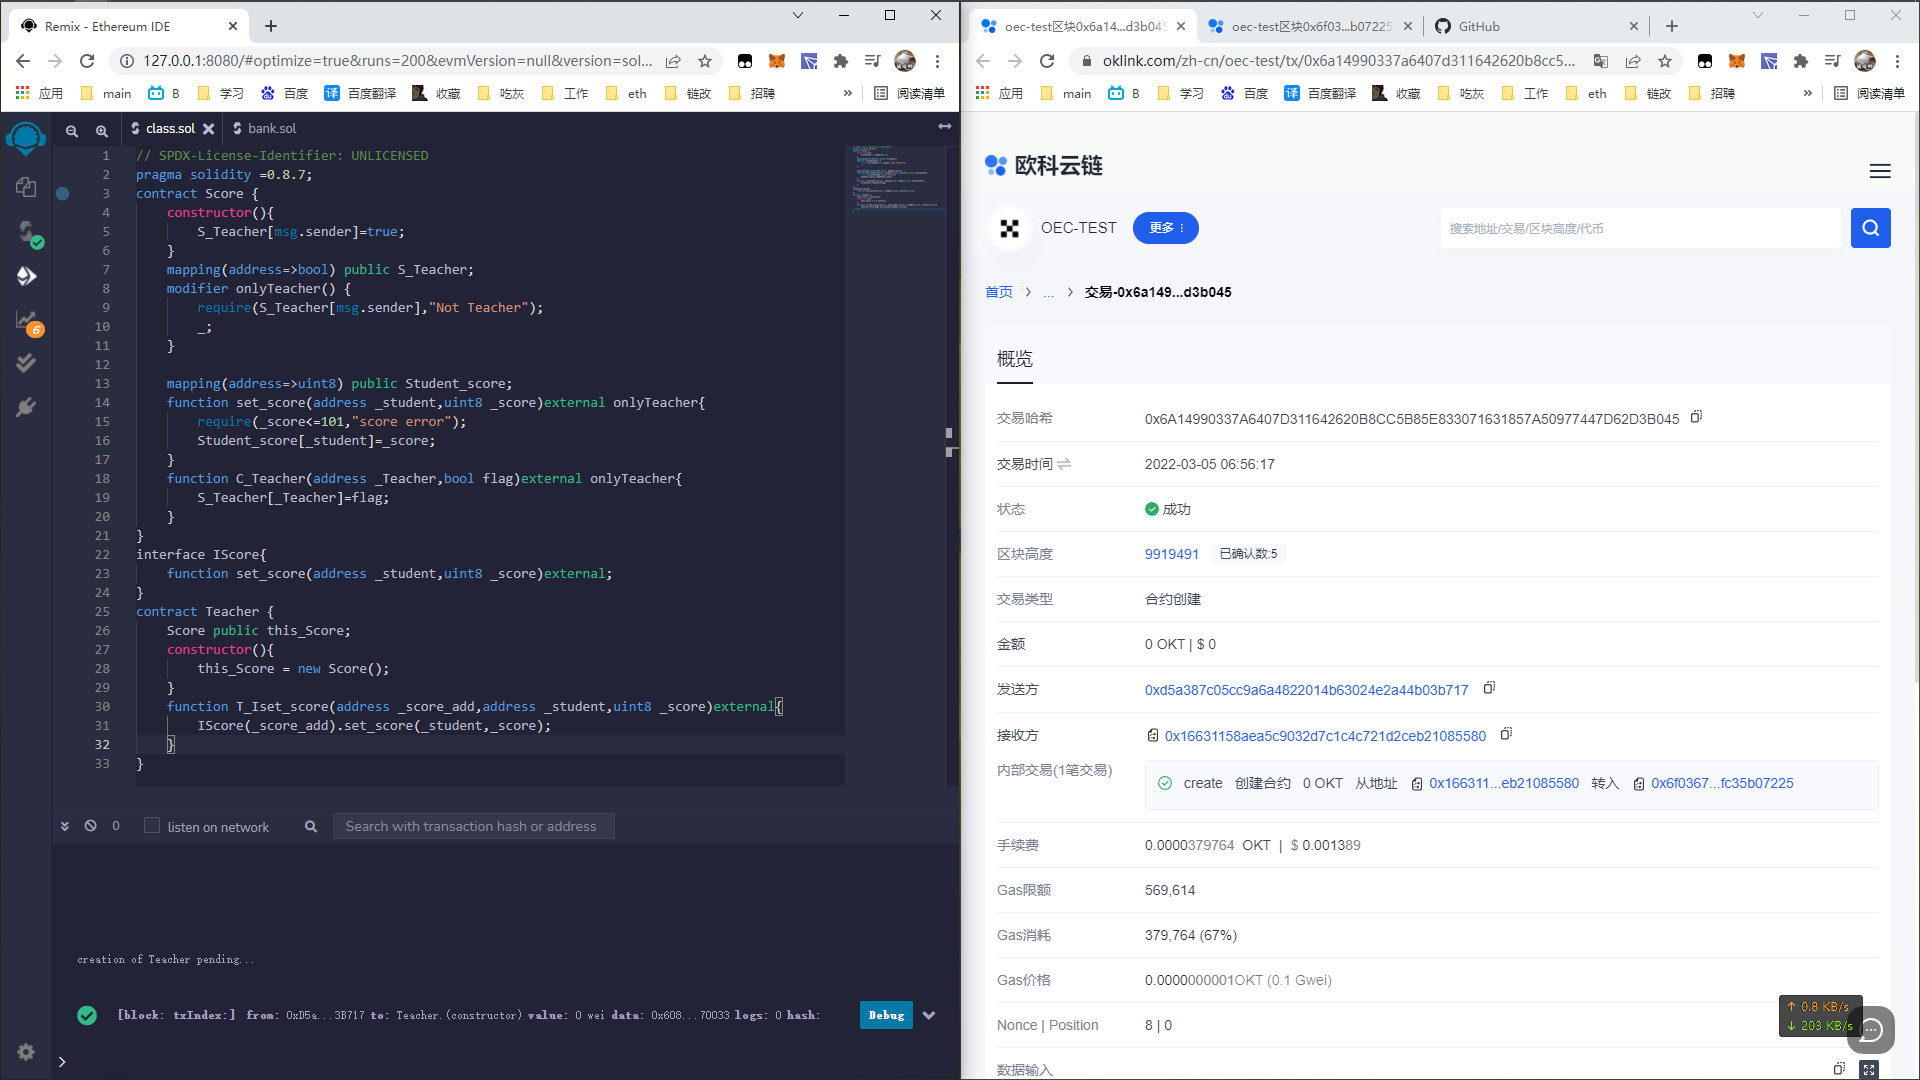 Remix - Ethereum IDE
127.0.0.1:8080/#optimize=true&runs=200&evmVersion=null&version=sol...
应用 main B 学习 百度 百度翻译 收藏 吃灰 工作 eth 链改 招聘 » 阅读清单
class.sol bank.sol
1 // SPDX-License-Identifier: UNLICENSED
2 pragma solidity =0.8.7;
3 contract Score {
4 constructor(){
5 S_Teacher[msg.sender]=true;
6 }
7 mapping(address=>bool) public S_Teacher;
8 modifier onlyTeacher() {
9 require(S_Teacher[msg.sender],"Not Teacher");
10 _;
11 }
12
13 mapping(address=>uint8) public Student_score;
14 function set_score(address _student,uint8 _score)external onlyTeacher{
15 require(_score<=101,"score error");
16 Student_score[_student]=_score;
17 }
18 function C_Teacher(address _Teacher,bool flag)external onlyTeacher{
19 S_Teacher[_Teacher]=flag;
20 }
21 }
22 interface IScore{
23 function set_score(address _student,uint8 _score)external;
24 }
25 contract Teacher {
26 Score public this_Score;
27 constructor(){
28 this_Score = new Score();
29 }
30 function T_Iset_score(address _score_add,address _student,uint8 _score)external{
31 IScore(_score_add).set_score(_student,_score);
32 }
33 }
6
0 listen on network Search with transaction hash or address
creation of Teacher pending...
[block: txIndex:] from: 0xD5a...3B717 to: Teacher.(constructor) value: 0 wei data: 0x608...70033 logs: 0 hash: Debug
>
oec-test区块0x6a14...d3b045 oec-test区块0x6f03...b07225 GitHub
oklink.com/zh-cn/oec-test/tx/0x6a14990337a6407d311642620b8cc5...
应用 main B 学习 百度 百度翻译 收藏 吃灰 工作 eth 链改 招聘 » 阅读清单
欧科云链
OEC-TEST 更多 搜索地址/交易/区块高度/代币
首页 > ... > 交易-0x6a149...d3b045
概览
交易哈希 0x6A14990337A6407D311642620B8CC5B85E833071631857A50977447D62D3B045
交易时间 2022-03-05 06:56:17
状态 成功
区块高度 9919491 已确认数:5
交易类型 合约创建
金额 0 OKT | $ 0
发送方 0xd5a387c05cc9a6a4822014b63024e2a44b03b717
接收方 0x16631158aea5c9032d7c1c4c721d2ceb21085580
内部交易(1笔交易) create 创建合约 0 OKT 从地址 0x166311...eb21085580 转入 0x6f0367...fc35b07225
手续费 0.0000379764 OKT | $ 0.001389
Gas限额 569,614
Gas消耗 379,764 (67%)
Gas价格 0.0000000001OKT (0.1 Gwei)
Nonce | Position 8 | 0
数据输入
↑ 0.8 KB/s
↓ 203 KB/s